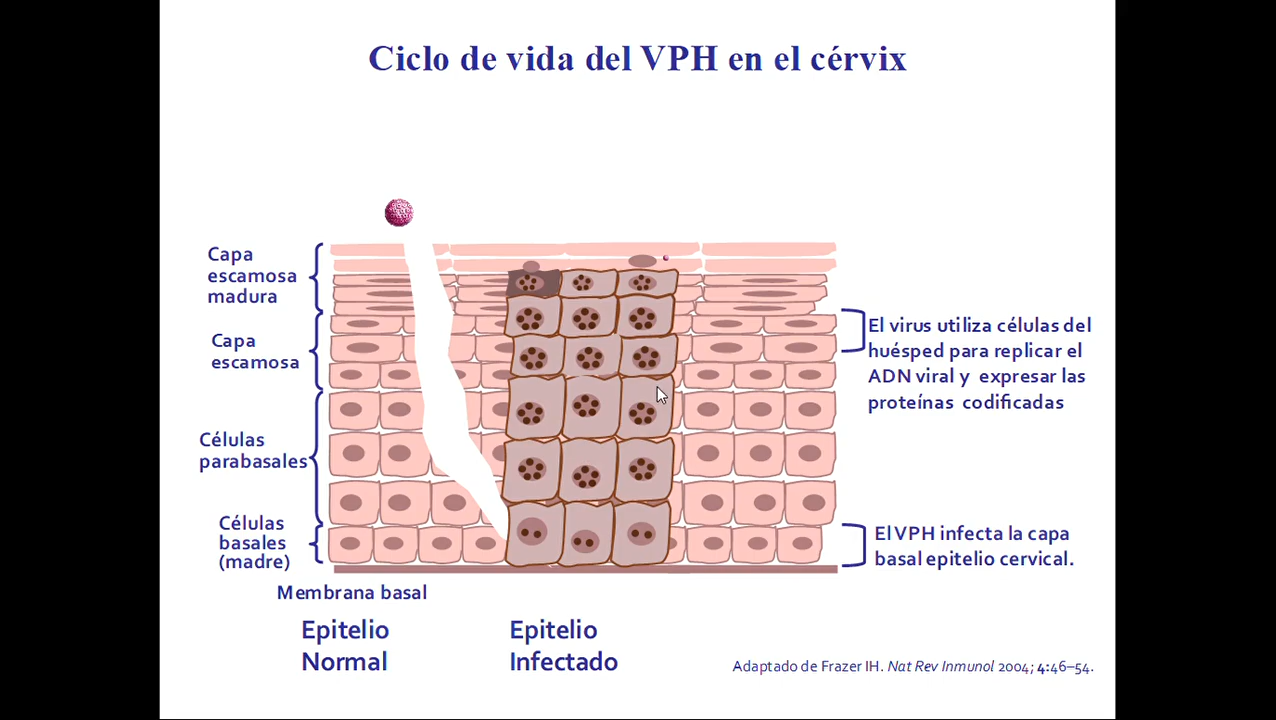 Ciclo de vida del VPH en el cérvix
Capa
escamosa
madura
Capa
escamosa
Células
parabasales
Células
basales
(madre)
Membrana basal
Epitelio
Normal
Epitelio
Infectado
El virus utiliza células del
huésped para replicar el
ADN viral y expresar las
proteínas codificadas
El VPH infecta la capa
basal epitelio cervical.
Adaptado de Frazer IH. Nat Rev Inmunol 2004; 4:46–54.